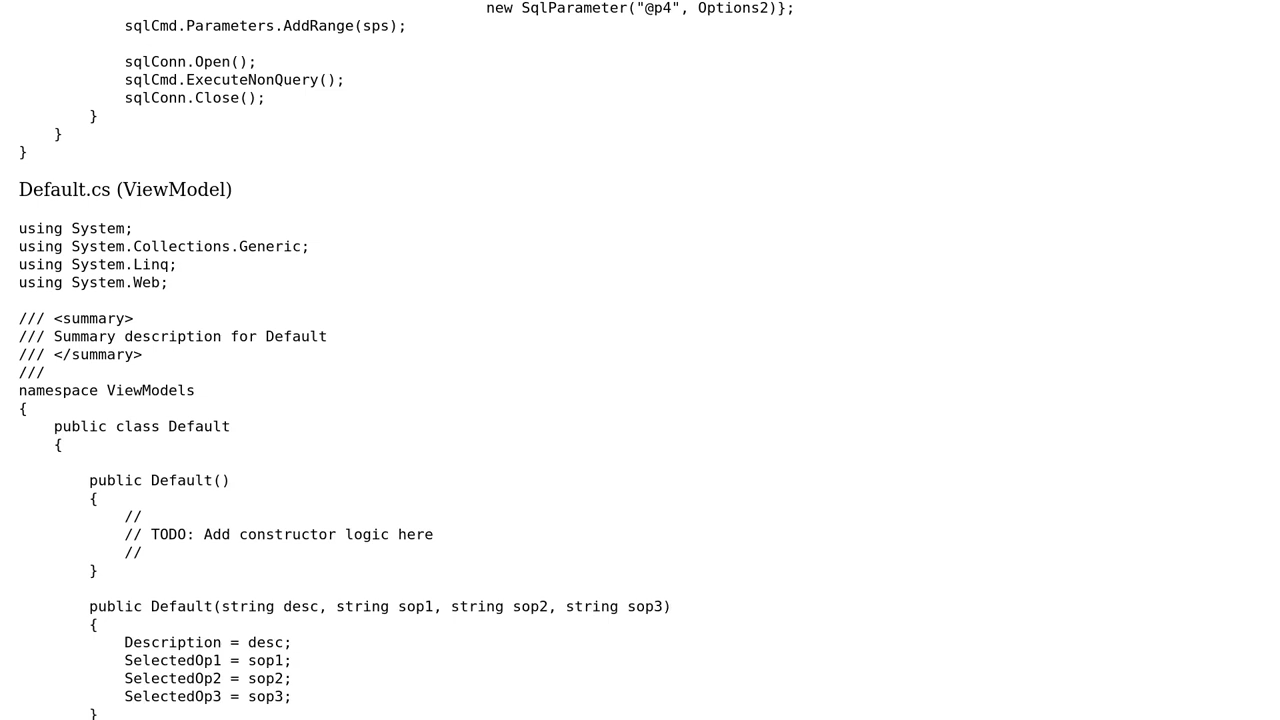 new SqlParameter("@p4", Options2)};
sqlCmd.Parameters.AddRange(sps);
sqlConn.Open();
sqlCmd.ExecuteNonQuery();
sqlConn.Close();
}
}
}
Default.cs (ViewModel)
using System;
using System.Collections.Generic;
using System.Linq;
using System.Web;
/// <summary>
/// Summary description for Default
/// </summary>
///
namespace ViewModels
{
public class Default
{
public Default()
{
//
// TODO: Add constructor logic here
//
}
public Default(string desc, string sop1, string sop2, string sop3)
{
Description = desc;
SelectedOp1 = sop1;
SelectedOp2 = sop2;
SelectedOp3 = sop3;
}